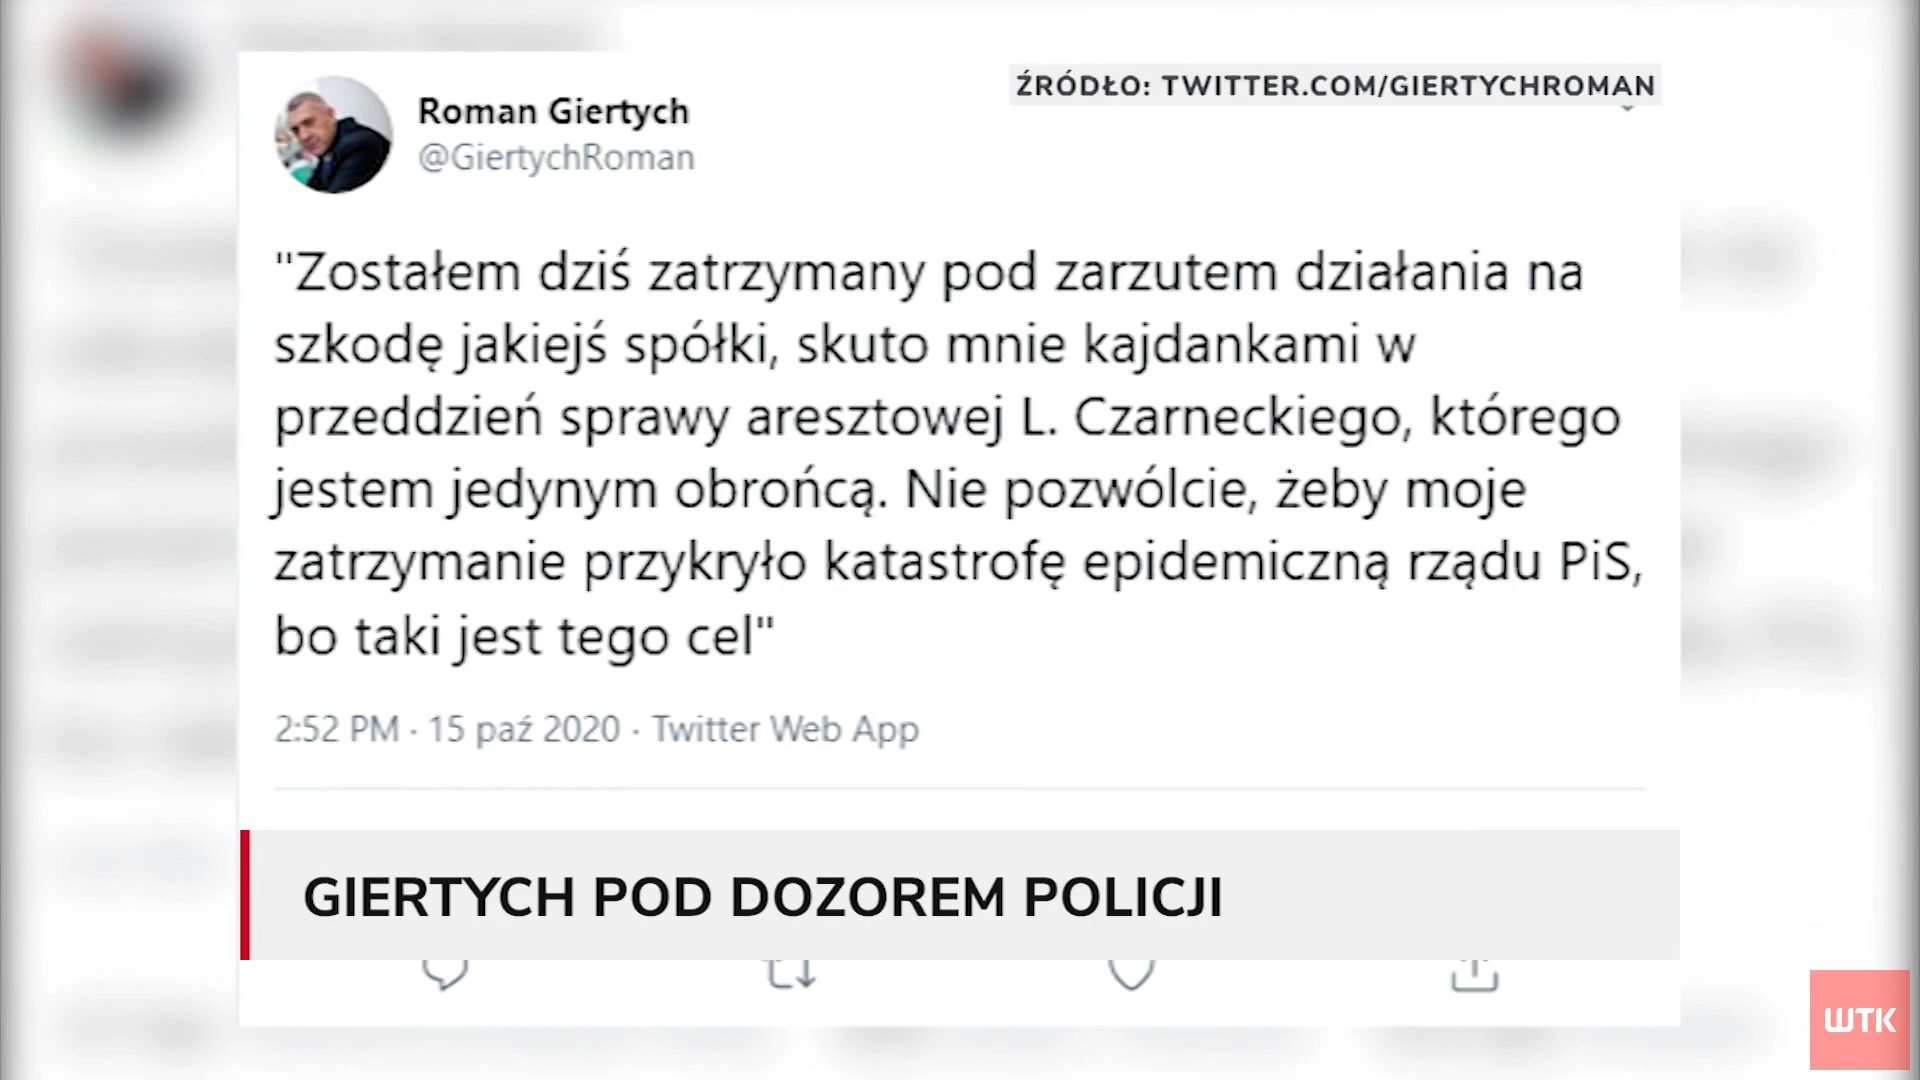 ŹRÓDŁO: TWITTER.COM/GIERTYCHROMAN
Roman Giertych
@GiertychRoman
"Zostałem dziś zatrzymany pod zarzutem działania na
szkodę jakiejś spółki, skuto mnie kajdankami w
przeddzień sprawy aresztowej L. Czarneckiego, którego
jestem jedynym obrońcą. Nie pozwólcie, żeby moje
zatrzymanie przykryło katastrofę epidemiczną rządu PiS,
bo taki jest tego cel"
2:52 PM · 15 paź 2020 · Twitter Web App
GIERTYCH POD DOZOREM POLICJI
WTK